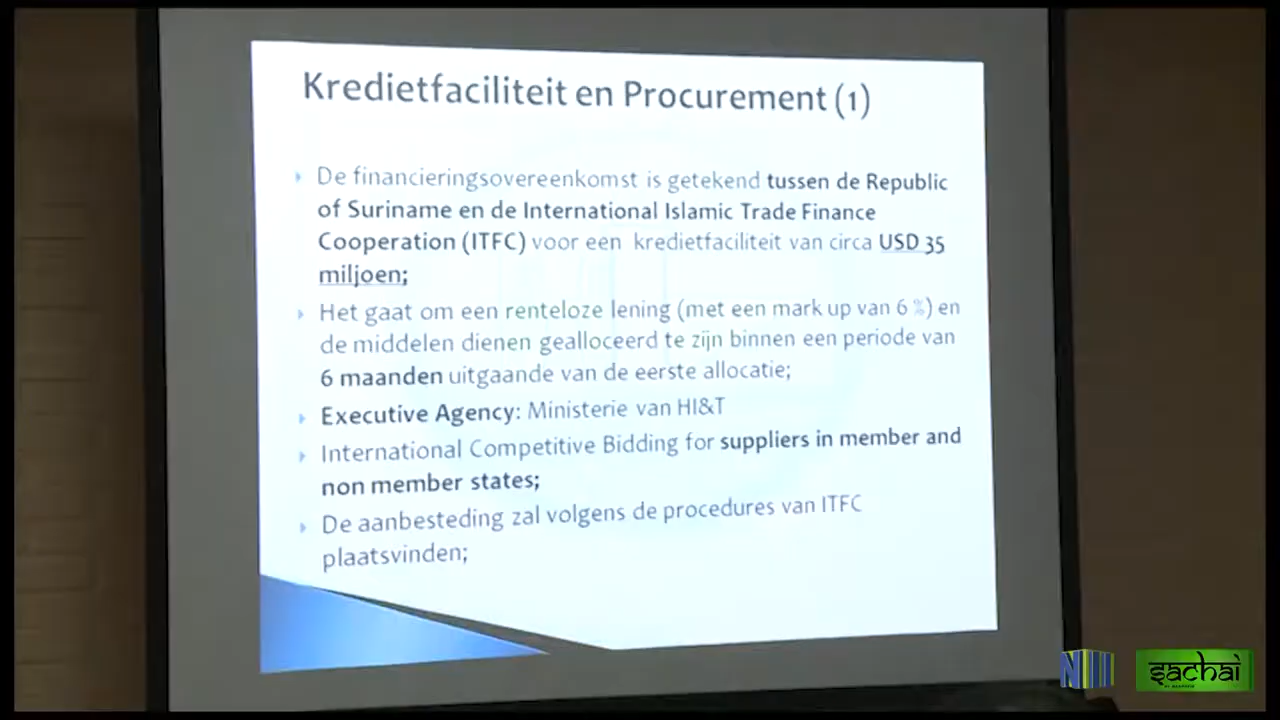 Kredietfaciliteit en Procurement (1)
De financieringsovereenkomst is getekend tussen de Republic
of Suriname en de International Islamic Trade Finance
Cooperation (ITFC) voor een kredietfaciliteit van circa USD 35
miljoen;
Het gaat om een renteloze lening (met een mark up van 6 %) en
de middelen dienen gealloceerd te zijn binnen een periode van
6 maanden uitgaande van de eerste allocatie;
Executive Agency: Ministerie van HI&T
International Competitive Bidding for suppliers in member and
non member states;
De aanbesteding zal volgens de procedures van ITFC
plaatsvinden;
sachai